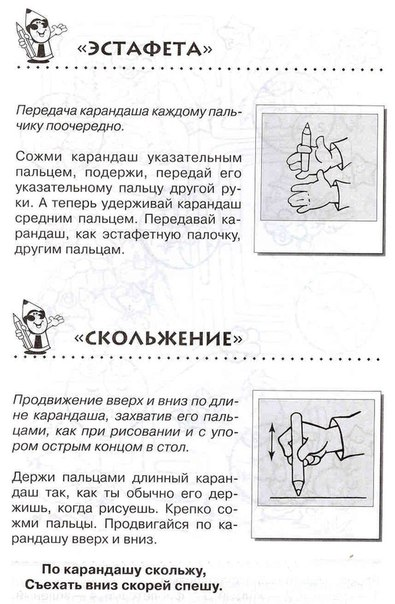 «ЭСТАФЕТА»
Передача карандаша каждому паль-
чику поочередно.
Сожми карандаш указательным
пальцем, подержи, передай его
указательному пальцу другой ру-
ки. А теперь удерживай карандаш
средним пальцем. Передавай ка-
рандаш, как эстафетную палочку,
другим пальцам.
«СКОЛЬЖЕНИЕ»
Продвижение вверх и вниз по дли-
не карандаша, захватив его паль-
цами, как при рисовании и с упо-
ром острым концом в стол.
Держи пальцами длинный каран-
даш так, как ты обычно его дер-
жишь, когда рисуешь. Крепко со-
жми пальцы. Продвигайся по ка-
рандашу вверх и вниз.
По карандашу скольжу,
Съехать вниз скорей спешу.